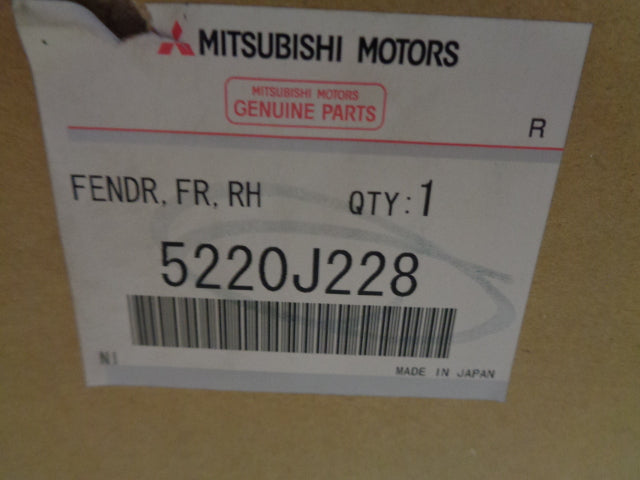 MITSUBISHI MOTORS
MITSUBISHI MOTORS
GENUINE PARTS
R
FENDR, FR, RH QTY: 1
5220J228
NI
MADE IN JAPAN